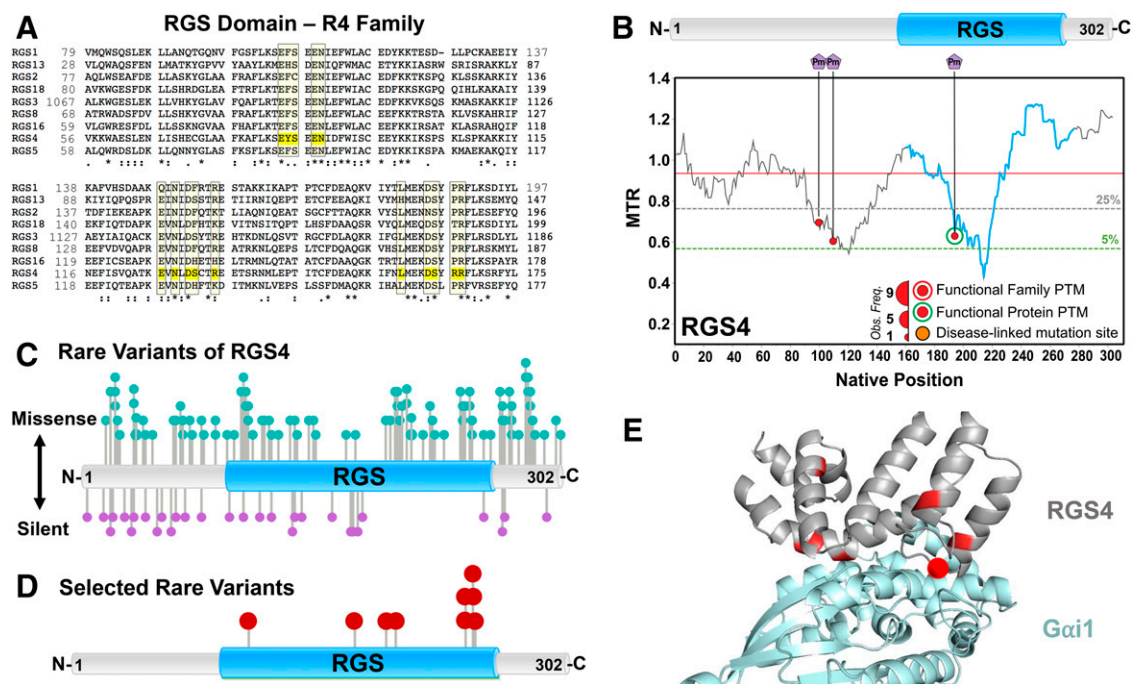 A RGS Domain – R4 Family
RGS1 79 VMQWSQSLEK LLANQTGQNV FGSFLKSEFS EENIEFWLAC EDYKKTESD- LLPCKAEEIY 137
RGS13 28 VLQWSQSFEN LMATKYGPVV YAAYLKMEHS DENIQFWMAC ETYKKIASRW SRISRAKKLY 87
RGS2 77 AQLWSEAFDE LLASKYGLAA FRAFLKSEFC EENIEFWLAC EDFKKTKSPQ KLSSKARKIY 136
RGS18 80 AVKWGESFDK LLSHRDGLEA FTRFLKTEFS EENIEFWIAC EDFKKSKGPQ QIHLKAKAIY 139
RGS3 1067 ALKWGESLEK LLVHKYGLAV FQAFLRTEFS EENLEFWLAC EDFKKVKSQS KMASKAKKIF 1126
RGS8 68 ATRWADSFDV LLSHKYGVAA FRAFLKTEFS EENLEFWLAC EEFKKTRSTA KLVSKAHRIF 127
RGS16 59 VLGWRESFDL LLSSKNGVAA FHAFLKTEFS EENLEFWLAC EEFKKIRSAT KLASRAHQIF 118
RGS4 56 VKKWAESLEN LISHECGLAA FKAFLKSEYS EENIDFWISC EEYKKIKSPS KLSPKAKKIY 115
RGS5 58 ALQWRDSLDK LLQNNYGLAS FKSFLKSEFS EENLEFWIAC EDYKKIKSPA KMAEKAKQIY 117
RGS1 138 KAFVHSDAAK QINIDFRTRE STAKKIKAPT PTCFDEAQKV IYTLMEKDSY PRFLKSDIYL 197
RGS13 88 KIYIQPQSPR EINIDSSTRE TIIRNIQEPT ETCFEEAQKI VYMHMERDSY PRFLKSEMYQ 147
RGS2 137 TDFIEKEAPK EINIDFQTKT LIAQNIQEAT SGCFTTAQKR VYSLMENNSY PRFLESEFYQ 196
RGS18 140 EKFIQTDAPK EVNLDFHTKE VITNSITQPT LHSFDAAQSR VYQLMEQDSY TRFLKSDIYL 199
RGS3 1127 AEYIAIQACK EVNLDSYTRE HTKDNLQSVT RGCFDLAQKR IFGLMEKDSY PRFLRSDLYL 1186
RGS8 128 EEFVDVQAPR EVNIDFQTRE ATRKNLQEPS LTCFDQAQGK VHSLMEKDSY PRFLRSKMYL 187
RGS16 119 EEFICSEAPK EVNIDHETHE LTRMNLQTAT ATCFDAAQGK TRTLMEKDSY PRFLKSPAYR 178
RGS4 116 NEFISVQATK EVNLDSCTRE ETSRNMLEPT ITCFDEAQKK IFNLMEKDSY RRFLKSRFYL 175
RGS5 118 EEFIQTEAPK EVNIDHFTKD ITMKNLVEPS LSSFDMAQKR IHALMEKDSL PRFVRSEFYQ 177
B N- 1 RGS 302 -C
Pm Pm Pm
MTR
1.4
1.2
1.0
0.8
0.6
0.4
0.2
25%
5%
RGS4
Obs. Freq.
9
5
1
Functional Family PTM
Functional Protein PTM
Disease-linked mutation site
0 20 40 60 80 100 120 140 160 180 200 220 240 260 280 300
Native Position
C Rare Variants of RGS4
Missense
N- 1 RGS 302 -C
Silent
D Selected Rare Variants
N- 1 RGS 302 -C
E
RGS4
Gαi1